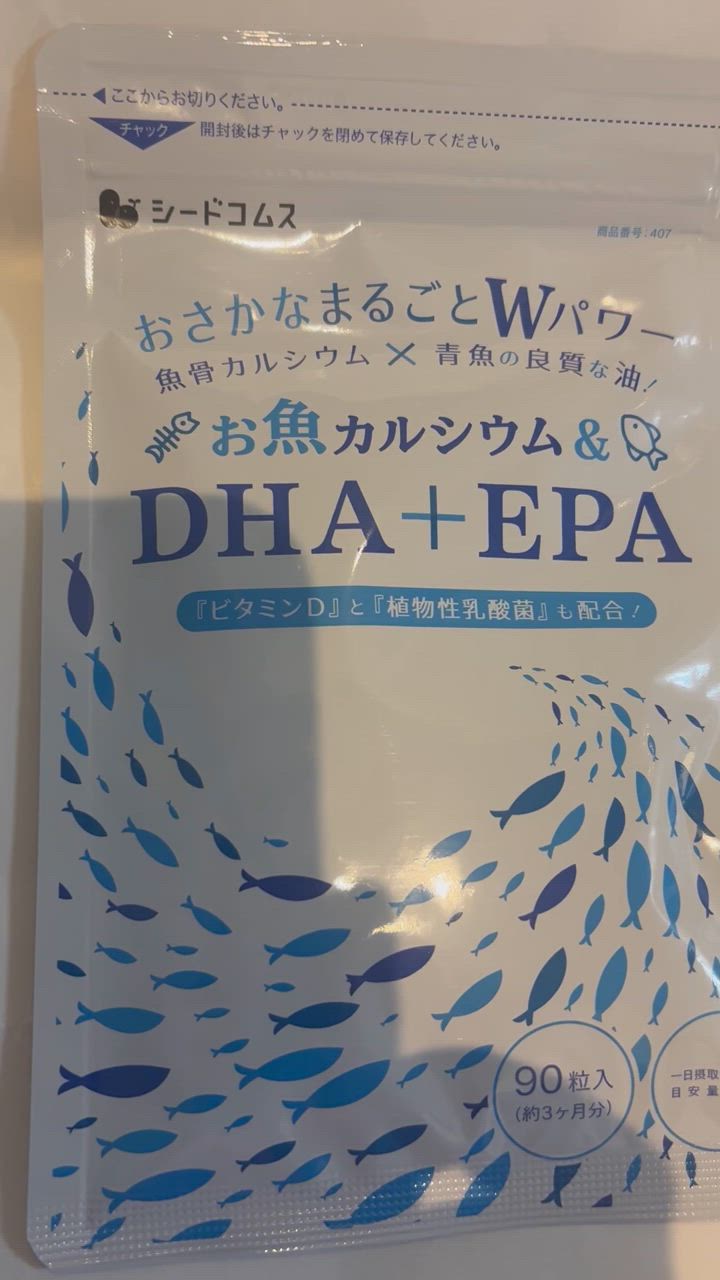 ここからお切りください。
チャック 開封後はチャックを閉めて保存してください。
シードコムス
商品番号:407
おさかなまるごとWパワー
魚骨カルシウム×青魚の良質な油!
お魚カルシウム&
DHA+EPA
『ビタミンD』と『植物性乳酸菌』も配合!
90粒入
(約3ヶ月分)
一日摂取
目安量